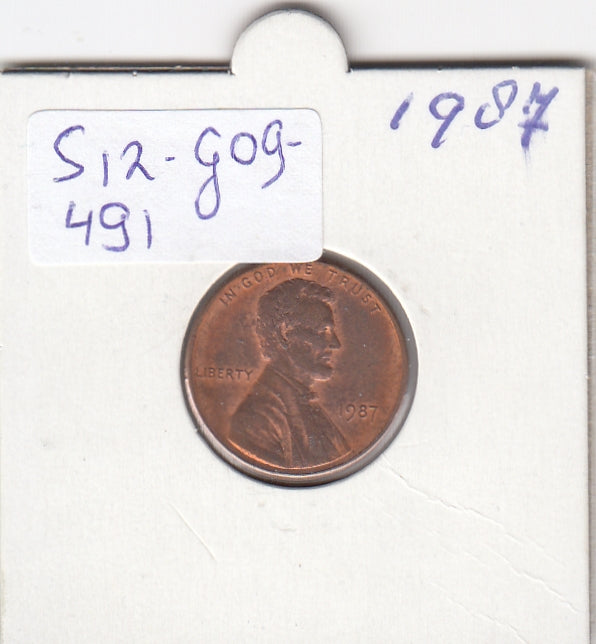 1987
S12-g09-
491
IN GOD WE TRUST
LIBERTY
1987